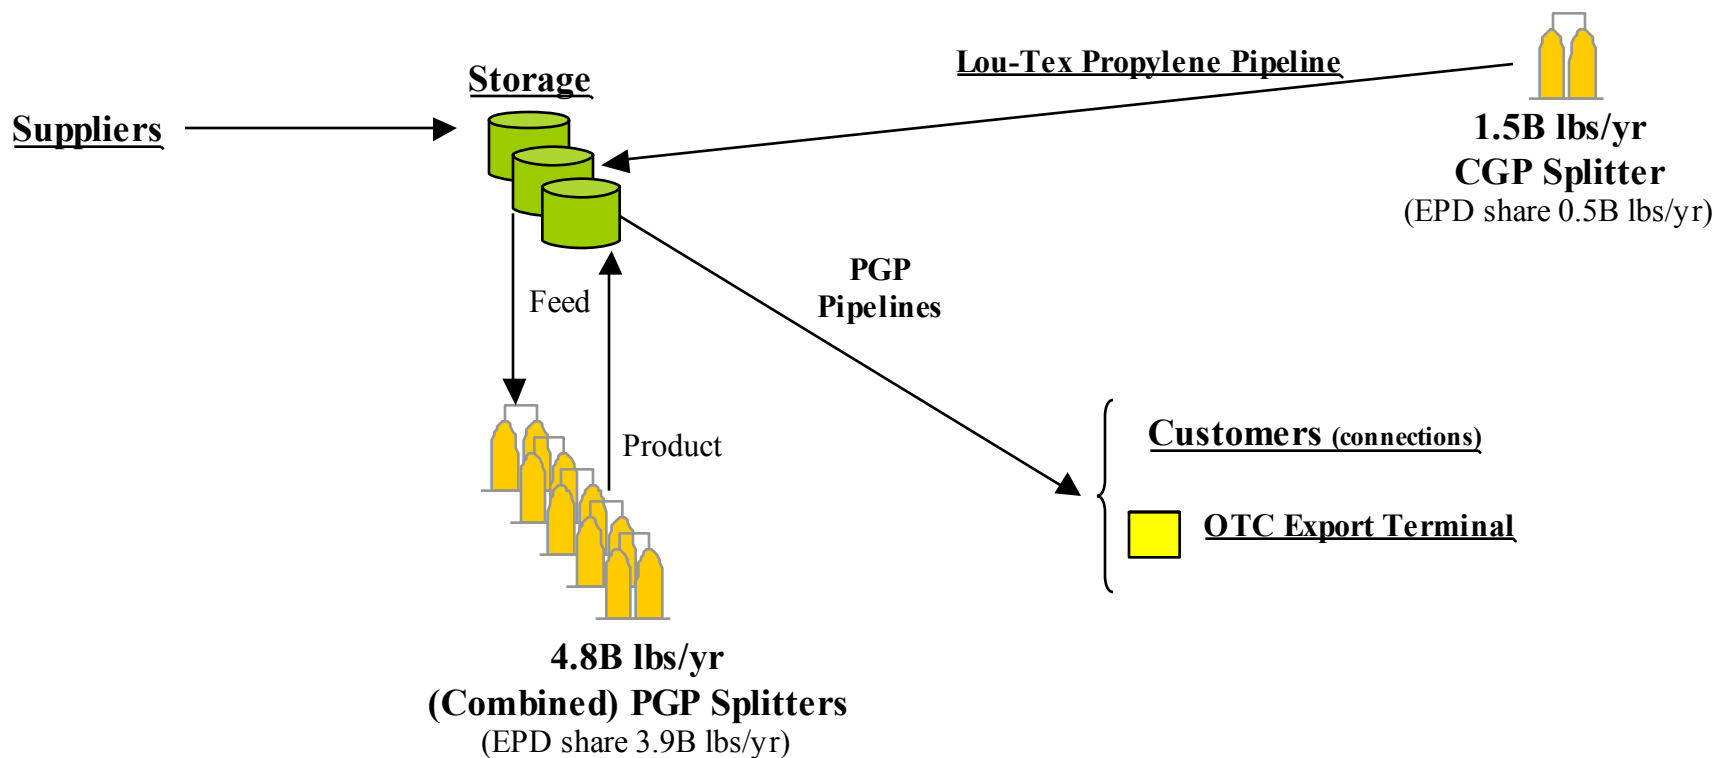 Lou-Tex Propylene Pipeline
Storage
Suppliers
1.5B lbs/yr
CGP Splitter
(EPD share 0.5B lbs/yr)
PGP
Pipelines
Feed
Product
Customers (connections)
OTC Export Terminal
4.8B lbs/yr
(Combined) PGP Splitters
(EPD share 3.9B lbs/yr)